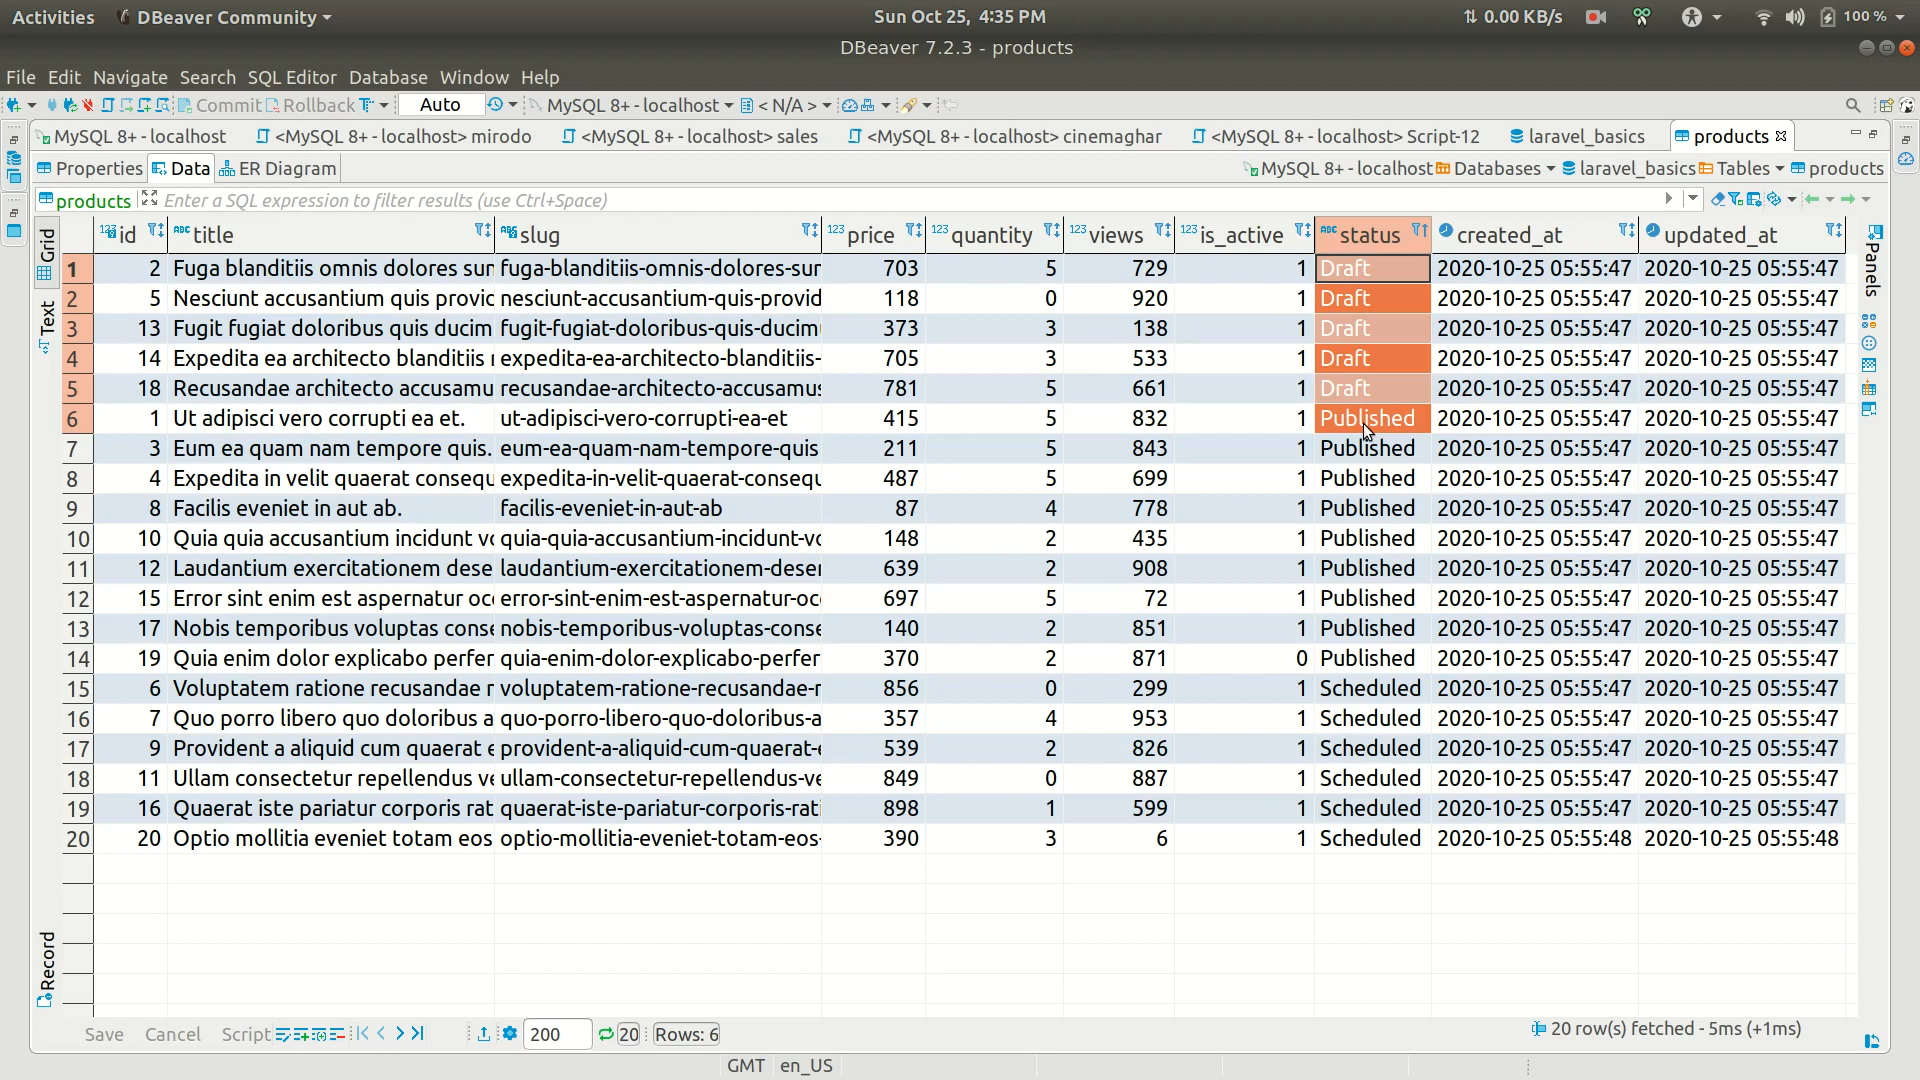 Activities DBeaver Community Sun Oct 25, 4:35 PM 0.00 KB/s 100 %
DBeaver 7.2.3 - products
File Edit Navigate Search SQL Editor Database Window Help
Commit Rollback Auto MySQL 8+ - localhost < N/A >
MySQL 8+ - localhost <MySQL 8+ - localhost> mirodo <MySQL 8+ - localhost> sales <MySQL 8+ - localhost> cinemaghar <MySQL 8+ - localhost> Script-12 laravel_basics products
Properties Data ER Diagram MySQL 8+ - localhost Databases laravel_basics Tables products
products Enter a SQL expression to filter results (use Ctrl+Space)
Grid
Text
Record
Panels
123 id ABC title ABC slug 123 price 123 quantity 123 views 123 is_active ABC status created_at updated_at
1 2 Fuga blanditiis omnis dolores sur fuga-blanditiis-omnis-dolores-sur 703 5 729 1 Draft 2020-10-25 05:55:47 2020-10-25 05:55:47
2 5 Nesciunt accusantium quis provic nesciunt-accusantium-quis-provid 118 0 920 1 Draft 2020-10-25 05:55:47 2020-10-25 05:55:47
3 13 Fugit fugiat doloribus quis ducim fugit-fugiat-doloribus-quis-ducim 373 3 138 1 Draft 2020-10-25 05:55:47 2020-10-25 05:55:47
4 14 Expedita ea architecto blanditiis expedita-ea-architecto-blanditiis- 705 3 533 1 Draft 2020-10-25 05:55:47 2020-10-25 05:55:47
5 18 Recusandae architecto accusamu recusandae-architecto-accusamus 781 5 661 1 Draft 2020-10-25 05:55:47 2020-10-25 05:55:47
6 1 Ut adipisci vero corrupti ea et. ut-adipisci-vero-corrupti-ea-et 415 5 832 1 Published 2020-10-25 05:55:47 2020-10-25 05:55:47
7 3 Eum ea quam nam tempore quis. eum-ea-quam-nam-tempore-quis 211 5 843 1 Published 2020-10-25 05:55:47 2020-10-25 05:55:47
8 4 Expedita in velit quaerat consequ expedita-in-velit-quaerat-consequ 487 5 699 1 Published 2020-10-25 05:55:47 2020-10-25 05:55:47
9 8 Facilis eveniet in aut ab. facilis-eveniet-in-aut-ab 87 4 778 1 Published 2020-10-25 05:55:47 2020-10-25 05:55:47
10 10 Quia quia accusantium incidunt vo quia-quia-accusantium-incidunt-vo 148 2 435 1 Published 2020-10-25 05:55:47 2020-10-25 05:55:47
11 12 Laudantium exercitationem dese laudantium-exercitationem-deser 639 2 908 1 Published 2020-10-25 05:55:47 2020-10-25 05:55:47
12 15 Error sint enim est aspernatur occ error-sint-enim-est-aspernatur-occ 697 5 72 1 Published 2020-10-25 05:55:47 2020-10-25 05:55:47
13 17 Nobis temporibus voluptas conse nobis-temporibus-voluptas-conse 140 2 851 1 Published 2020-10-25 05:55:47 2020-10-25 05:55:47
14 19 Quia enim dolor explicabo perfer quia-enim-dolor-explicabo-perfer 370 2 871 0 Published 2020-10-25 05:55:47 2020-10-25 05:55:47
15 6 Voluptatem ratione recusandae r voluptatem-ratione-recusandae-r 856 0 299 1 Scheduled 2020-10-25 05:55:47 2020-10-25 05:55:47
16 7 Quo porro libero quo doloribus a quo-porro-libero-quo-doloribus-a 357 4 953 1 Scheduled 2020-10-25 05:55:47 2020-10-25 05:55:47
17 9 Provident a aliquid cum quaerat e provident-a-aliquid-cum-quaerat-e 539 2 826 1 Scheduled 2020-10-25 05:55:47 2020-10-25 05:55:47
18 11 Ullam consectetur repellendus ve ullam-consectetur-repellendus-ve 849 0 887 1 Scheduled 2020-10-25 05:55:47 2020-10-25 05:55:47
19 16 Quaerat iste pariatur corporis rat quaerat-iste-pariatur-corporis-rati 898 1 599 1 Scheduled 2020-10-25 05:55:47 2020-10-25 05:55:47
20 20 Optio mollitia eveniet totam eos optio-mollitia-eveniet-totam-eos- 390 3 6 1 Scheduled 2020-10-25 05:55:48 2020-10-25 05:55:48
Save Cancel Script 200 20 Rows: 6 20 row(s) fetched - 5ms (+1ms)
GMT en_US